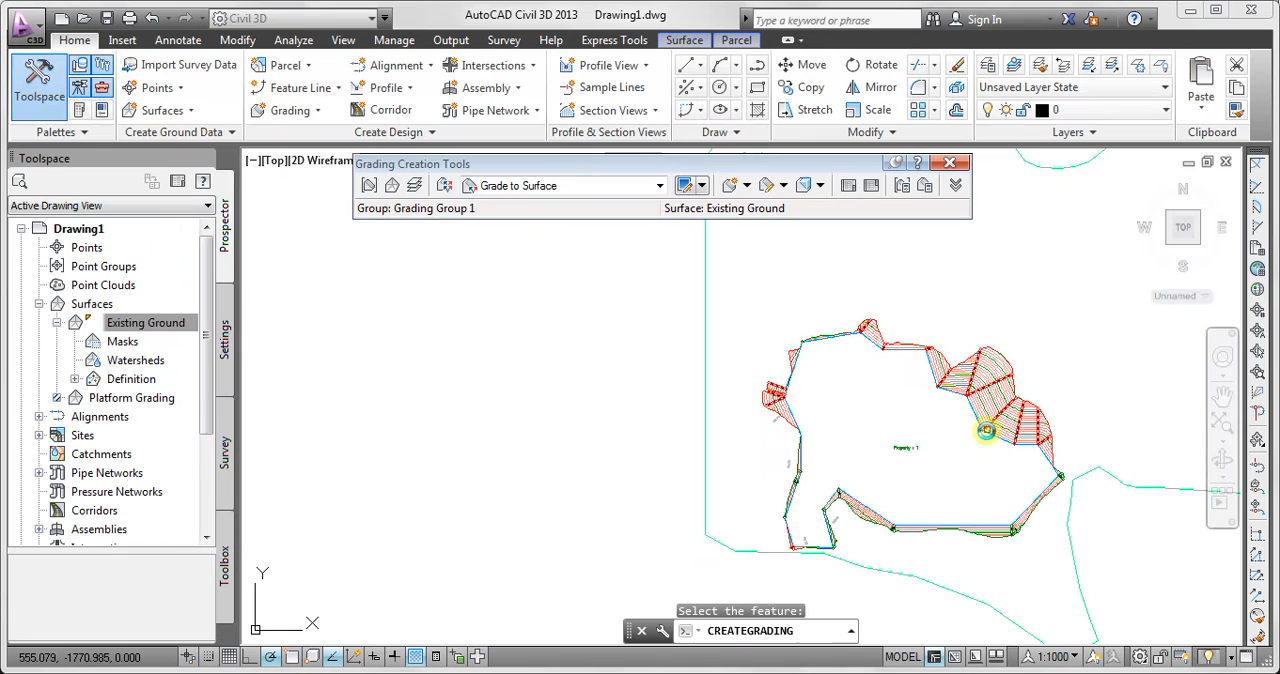 Civil 3D
AutoCAD Civil 3D 2013 Drawing1.dwg
Type a keyword or phrase
Sign In
Home Insert Annotate Modify Analyze View Manage Output Survey Help Express Tools Surface Parcel
Toolspace
Import Survey Data
Points
Surfaces
Parcel
Feature Line
Grading
Alignment
Profile
Corridor
Intersections
Assembly
Pipe Network
Profile View
Sample Lines
Section Views
Move
Copy
Stretch
Rotate
Mirror
Scale
Unsaved Layer State
0
Paste
Palettes
Create Ground Data
Create Design
Profile & Section Views
Draw
Modify
Layers
Clipboard
Toolspace
Active Drawing View
Drawing1
Points
Point Groups
Point Clouds
Surfaces
Existing Ground
Masks
Watersheds
Definition
Platform Grading
Alignments
Sites
Catchments
Pipe Networks
Pressure Networks
Corridors
Assemblies
Prospector
Settings
Survey
Toolbox
[−][Top][2D Wirefram
Grading Creation Tools
Grade to Surface
Group: Grading Group 1
Surface: Existing Ground
N
W
TOP
E
S
Unnamed
Property : 1
Y
X
Select the feature:
CREATEGRADING
555.079, -1770.985, 0.000
MODEL
1:1000